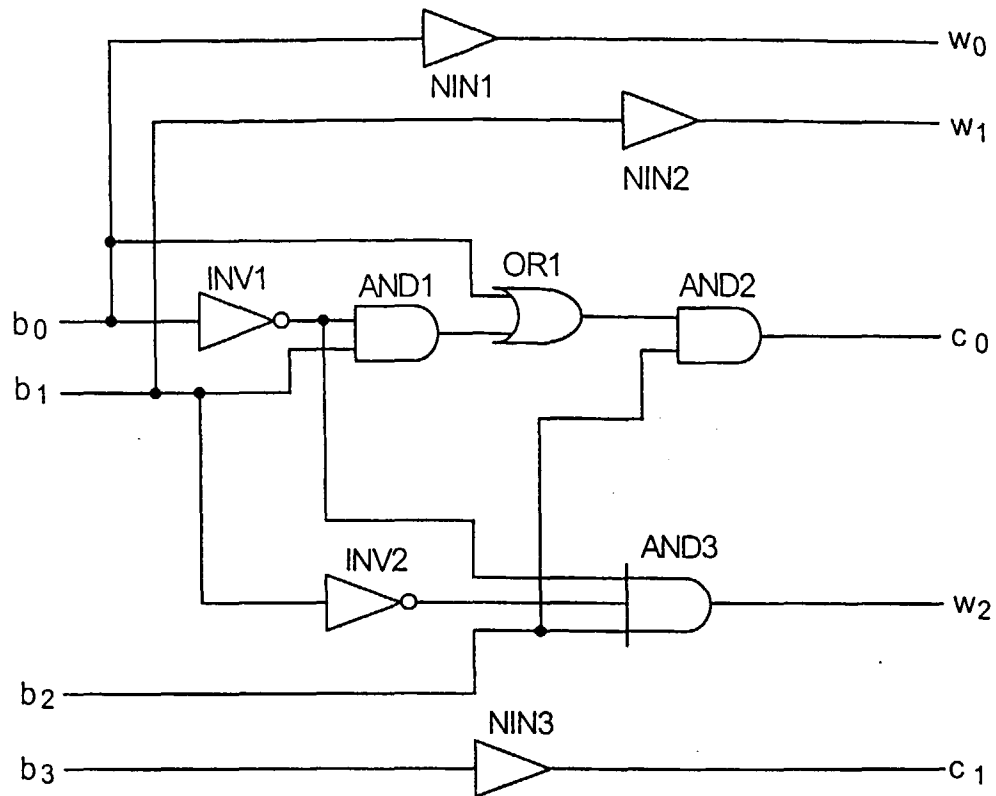 w0
NIN1
w1
NIN2
INV1
AND1
OR1
AND2
b0
c0
b1
INV2
AND3
w2
b2
NIN3
b3
c1